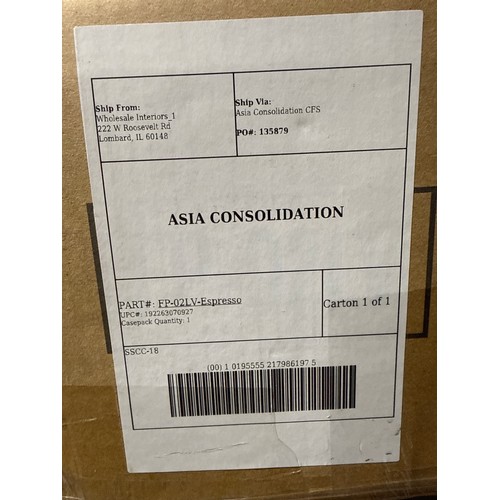 Ship From:
Wholesale Interiors_1
222 W Roosevelt Rd
Lombard, IL 60148
Ship Via:
Asia Consolidation CFS
PO#: 135879
ASIA CONSOLIDATION
PART#: FP-02LV-Espresso
UPC#: 192263070927
Casepack Quantity: 1
Carton 1 of 1
SSCC-18
(00) 1 0195555 217986197 5